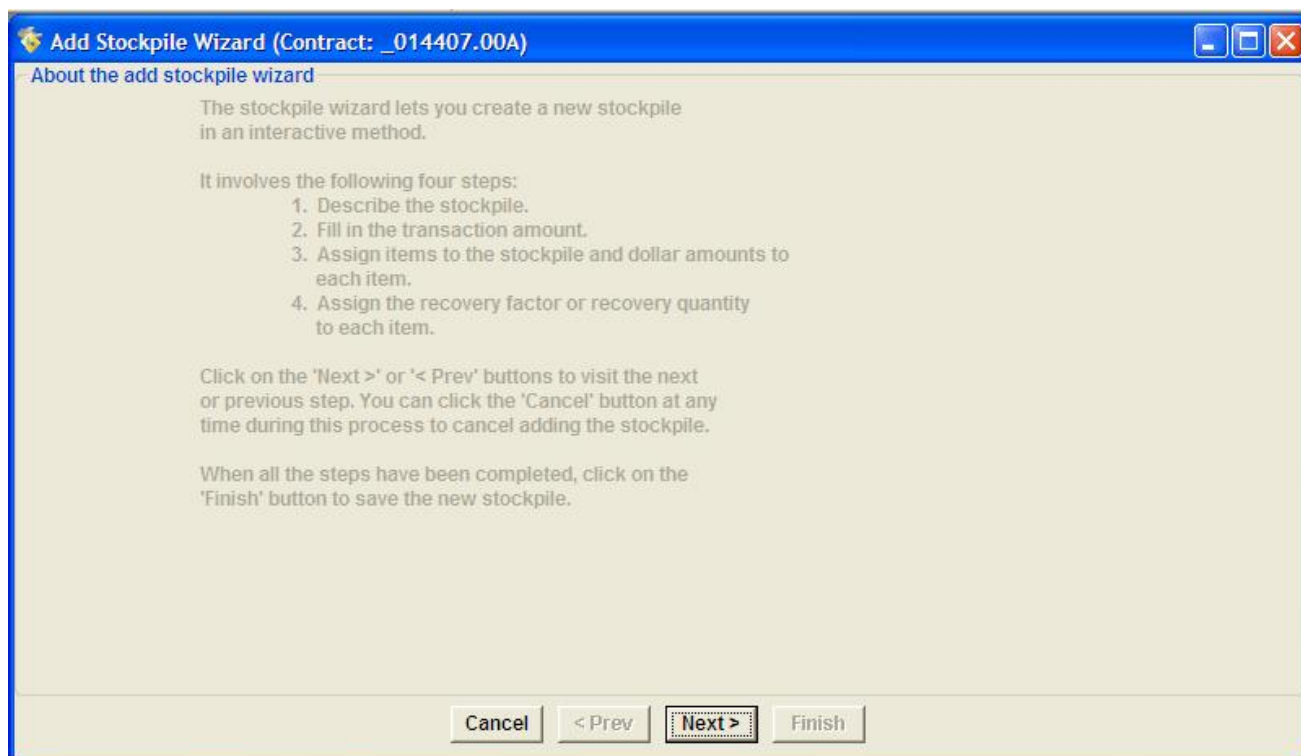 Add Stockpile Wizard (Contract: _014407.00A)
About the add stockpile wizard
The stockpile wizard lets you create a new stockpile
in an interactive method.
It involves the following four steps:
1. Describe the stockpile.
2. Fill in the transaction amount.
3. Assign items to the stockpile and dollar amounts to
each item.
4. Assign the recovery factor or recovery quantity
to each item.
Click on the 'Next >' or '< Prev' buttons to visit the next
or previous step. You can click the 'Cancel' button at any
time during this process to cancel adding the stockpile.
When all the steps have been completed, click on the
'Finish' button to save the new stockpile.
Cancel < Prev Next > Finish